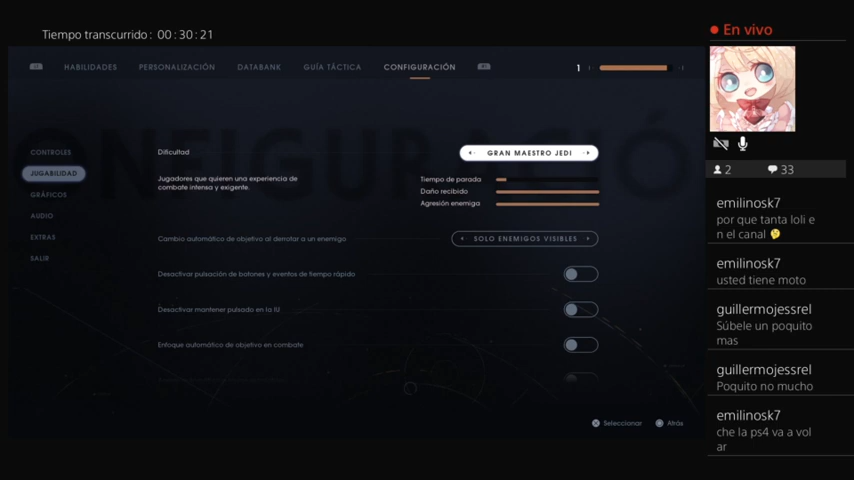 Tiempo transcurrido: 00:30:21
En vivo
HABILIDADES PERSONALIZACIÓN DATABANK GUÍA TÁCTICA CONFIGURACIÓN
1
CONTROLES
JUGABILIDAD
GRÁFICOS
AUDIO
EXTRAS
SALIR
Dificultad
GRAN MAESTRO JEDI
Jugadores que quieren una experiencia de
combate intensa y exigente.
Tiempo de parada
Daño recibido
Agresión enemiga
Cambio automático de objetivo al derrotar a un enemigo
SOLO ENEMIGOS VISIBLES
Desactivar pulsación de botones y eventos de tiempo rápido
Desactivar mantener pulsado en la IU
Enfoque automático de objetivo en combate
Seleccionar
Atrás
2
33
emilinosk7
por que tanta loli e
n el canal 🤔
emilinosk7
usted tiene moto
guillermojessrel
Súbele un poquito
mas
guillermojessrel
Poquito no mucho
emilinosk7
che la ps4 va a vol
ar